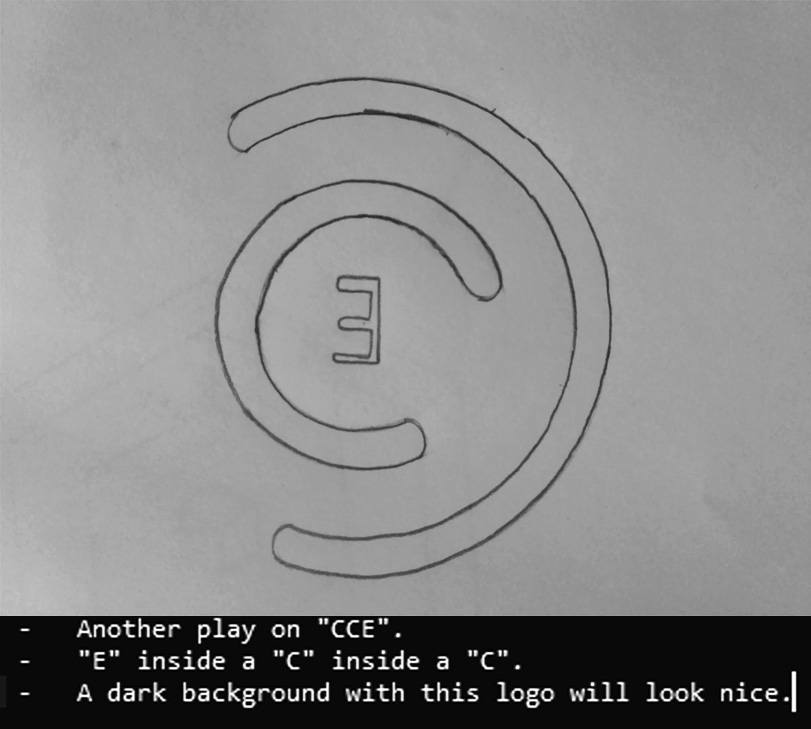 Ǝ
- Another play on "CCE".
- "E" inside a "C" inside a "C".
- A dark background with this logo will look nice.